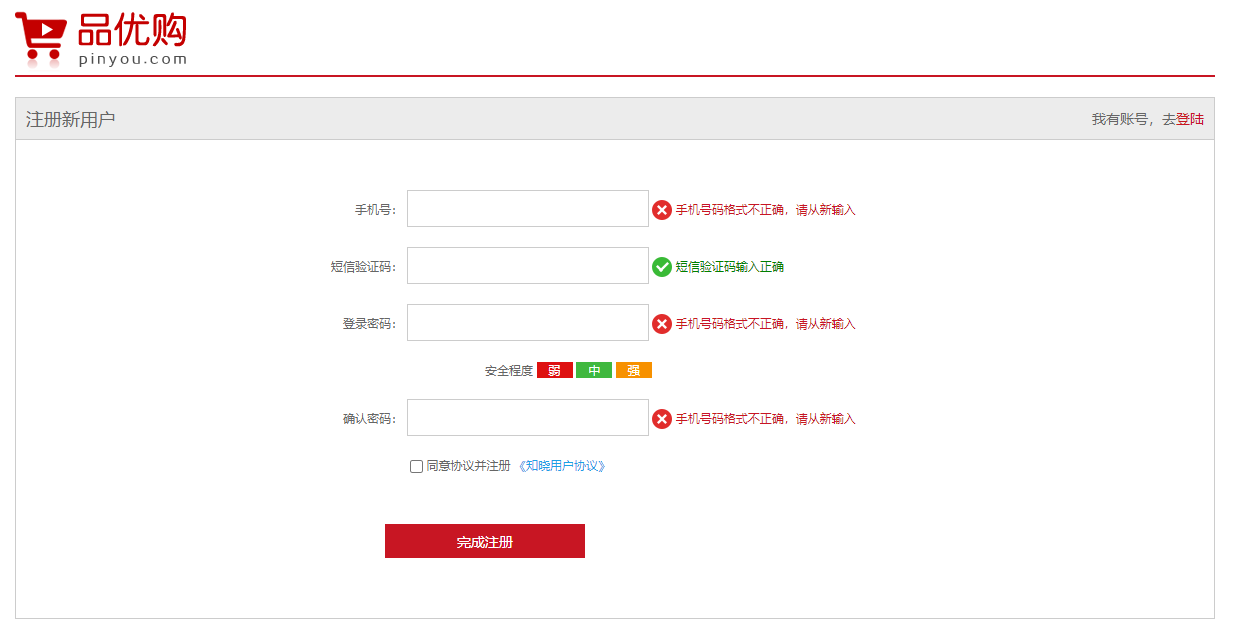 品优购
pinyou.com
注册新用户 我有账号，去登陆
手机号： 手机号码格式不正确，请从新输入
短信验证码： 短信验证码输入正确
登录密码： 手机号码格式不正确，请从新输入
安全程度 弱 中 强
确认密码： 手机号码格式不正确，请从新输入
同意协议并注册 《知晓用户协议》
完成注册